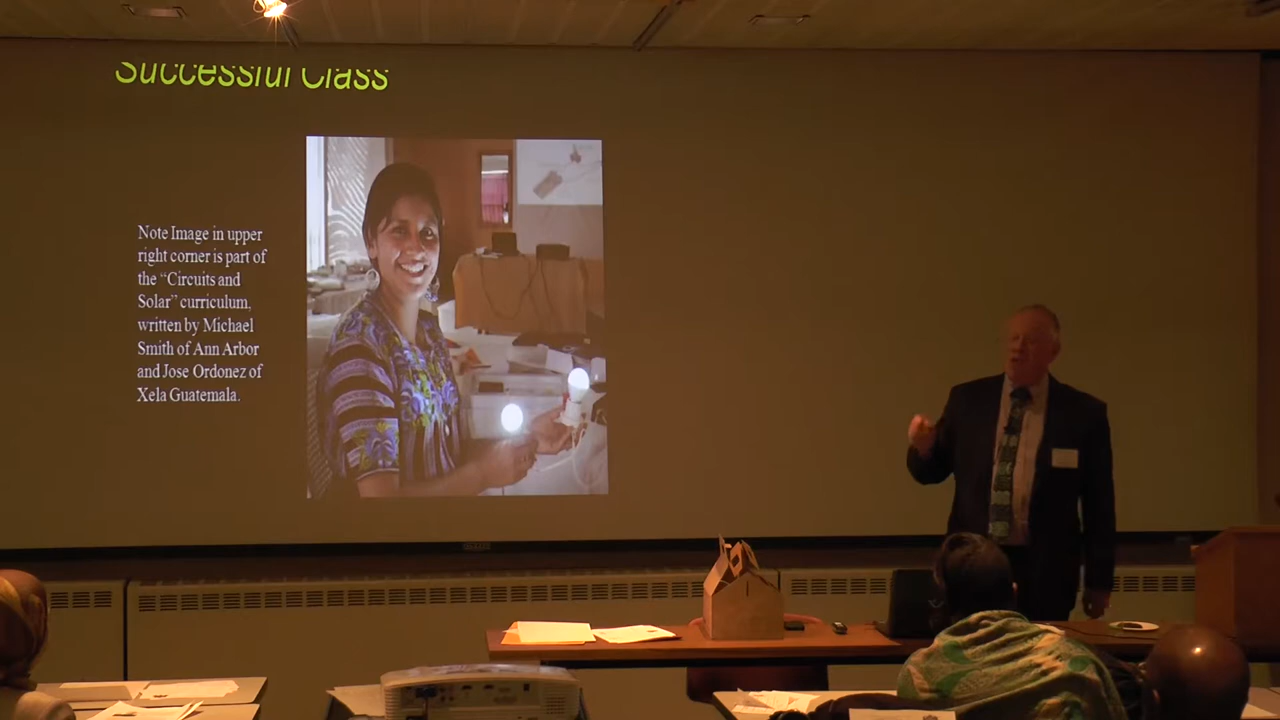 Successful Class
Note Image in upper
right corner is part of
the “Circuits and
Solar” curriculum,
written by Michael
Smith of Ann Arbor
and Jose Ordonez of
Xela Guatemala.